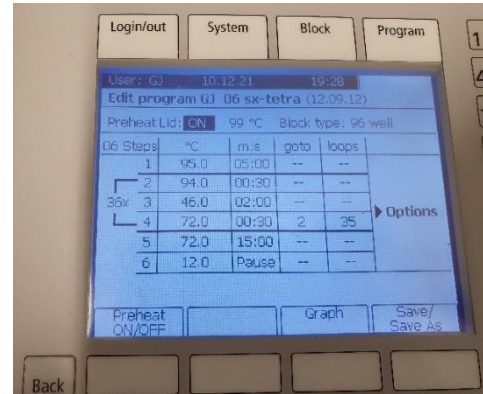 Login/out System Block Program
User: GJ 10.12.21 19:28
Edit program GJ 06 sx-tetra (12.09.12)
Preheat Lid: ON 99 °C Block type: 96 well
06 Steps °C m:s goto loops
1 95.0 05:00 -- --
2 94.0 00:30 -- --
36x 3 46.0 02:00 -- --
4 72.0 00:30 2 35
5 72.0 15:00 -- --
6 12.0 Pause -- --
Options
Preheat Graph Save/
ON/OFF Save As
Back
1
4